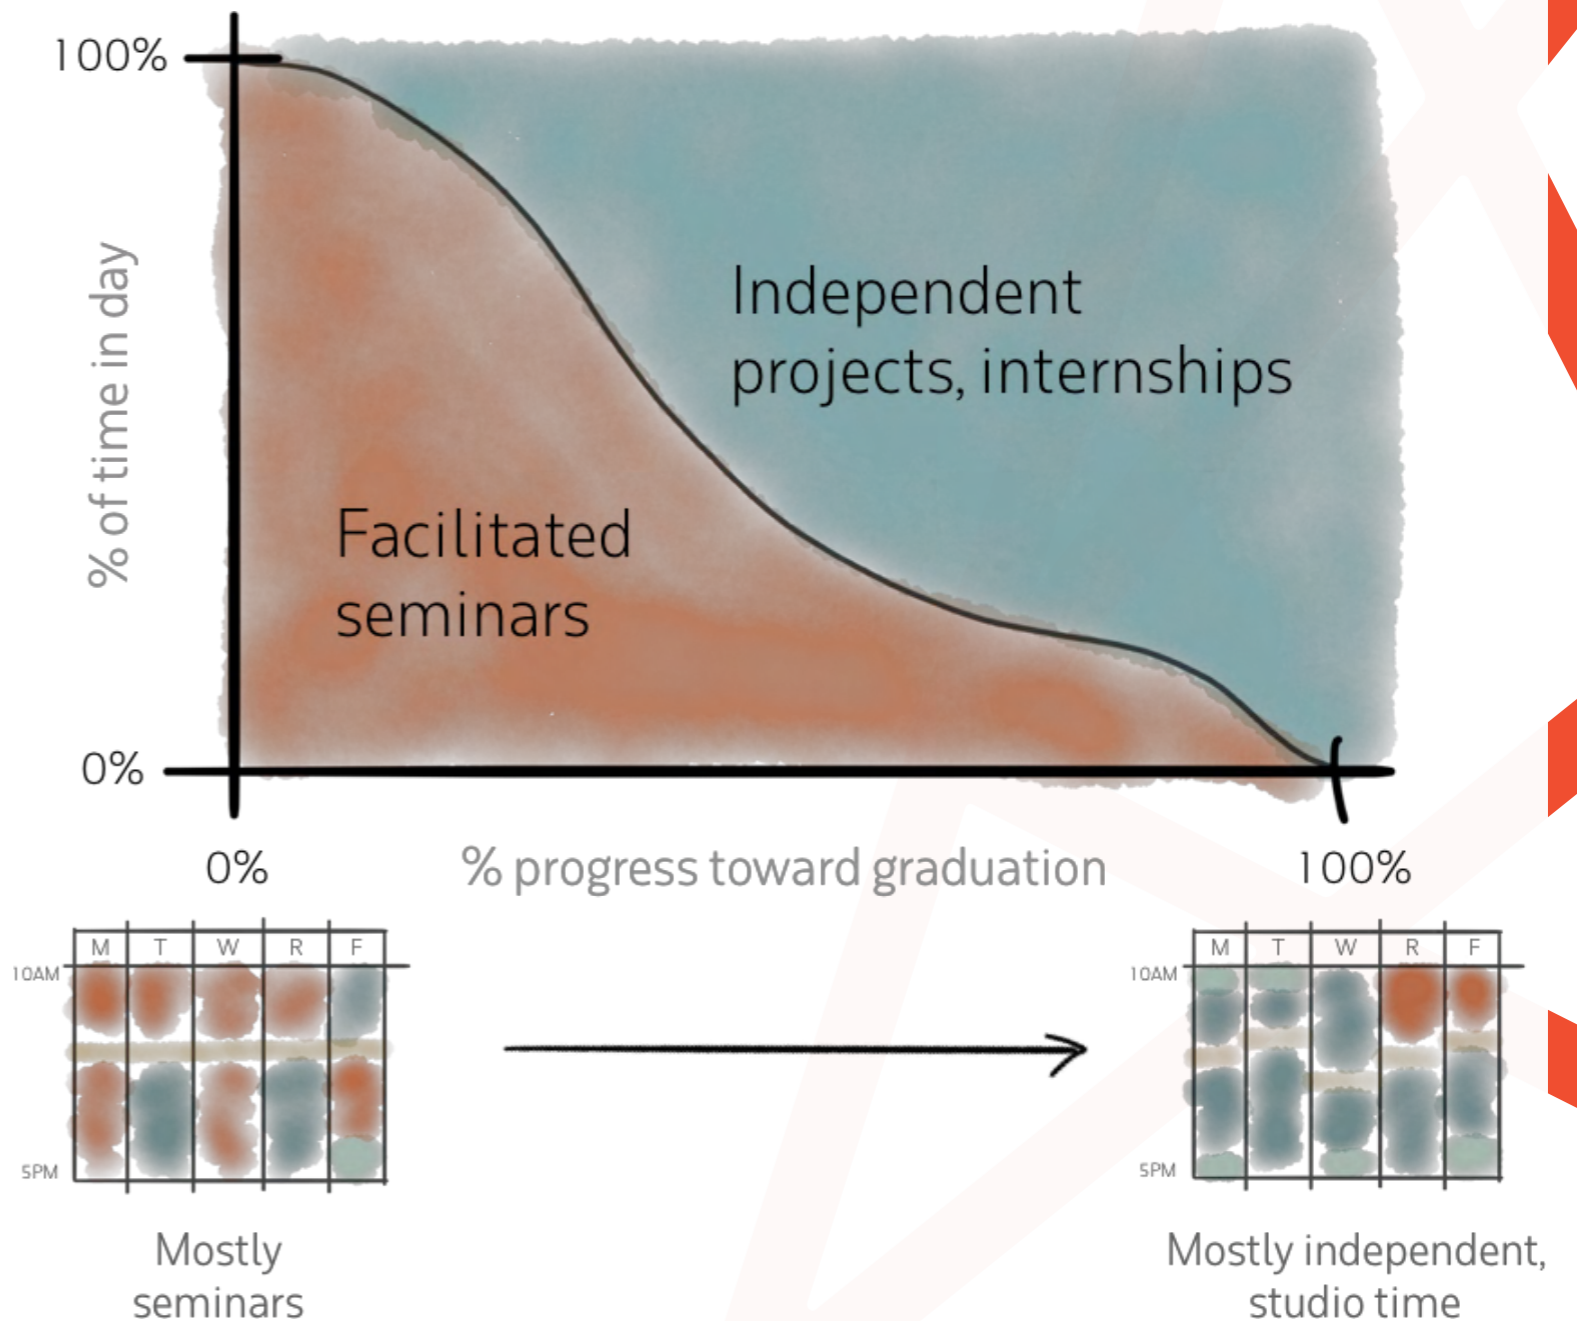 100%
% of time in day
Independent
projects, internships
Facilitated
seminars
0%
0%
% progress toward graduation
100%
M T W R F
10AM
5PM
Mostly
seminars
M T W R F
10AM
5PM
Mostly independent,
studio time